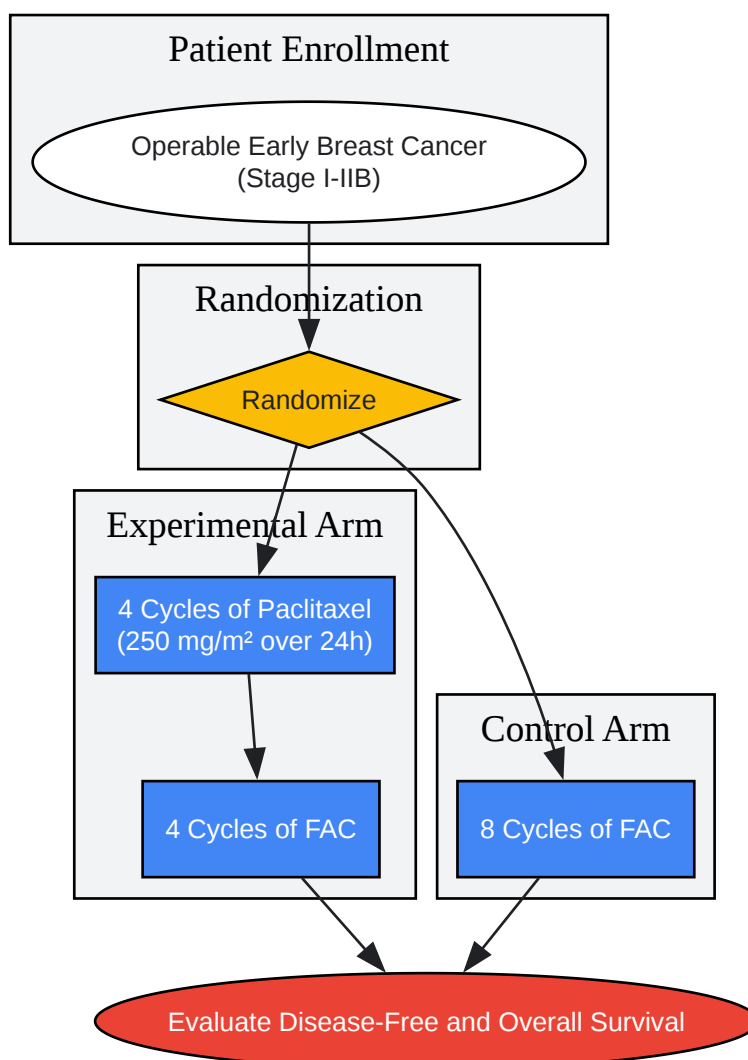 Patient Enrollment
Operable Early Breast Cancer
(Stage I-IIB)
Randomization
Randomize
Experimental Arm
4 Cycles of Paclitaxel
(250 mg/m² over 24h)
Control Arm
4 Cycles of FAC
8 Cycles of FAC
Evaluate Disease-Free and Overall Survival